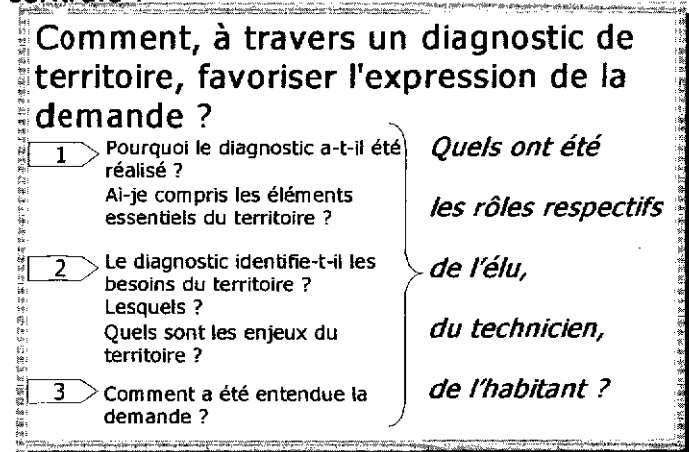 Comment, à travers un diagnostic de
territoire, favoriser l'expression de la
demande ?
1
Pourquoi le diagnostic a-t-il été
réalisé ?
Ai-je compris les éléments
essentiels du territoire ?
2
Le diagnostic identifie-t-il les
besoins du territoire ?
Lesquels ?
Quels sont les enjeux du
territoire ?
3
Comment a été entendue la
demande ?
Quels ont été
les rôles respectifs
de l'élu,
du technicien,
de l'habitant ?